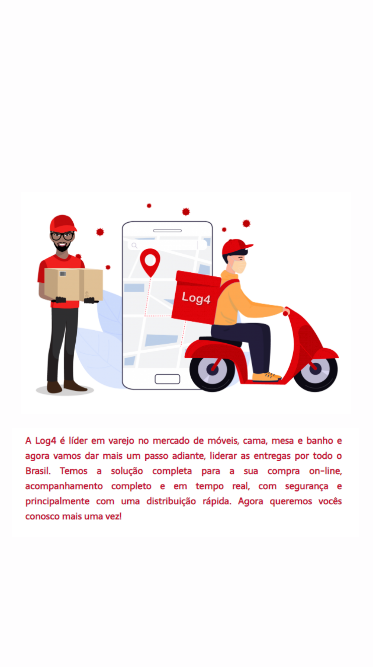 Log4
A Log4 é líder em varejo no mercado de móveis, cama, mesa e banho e
agora vamos dar mais um passo adiante, liderar as entregas por todo o
Brasil. Temos a solução completa para a sua compra on-line,
acompanhamento completo e em tempo real, com segurança e
principalmente com uma distribuição rápida. Agora queremos vocês
conosco mais uma vez!